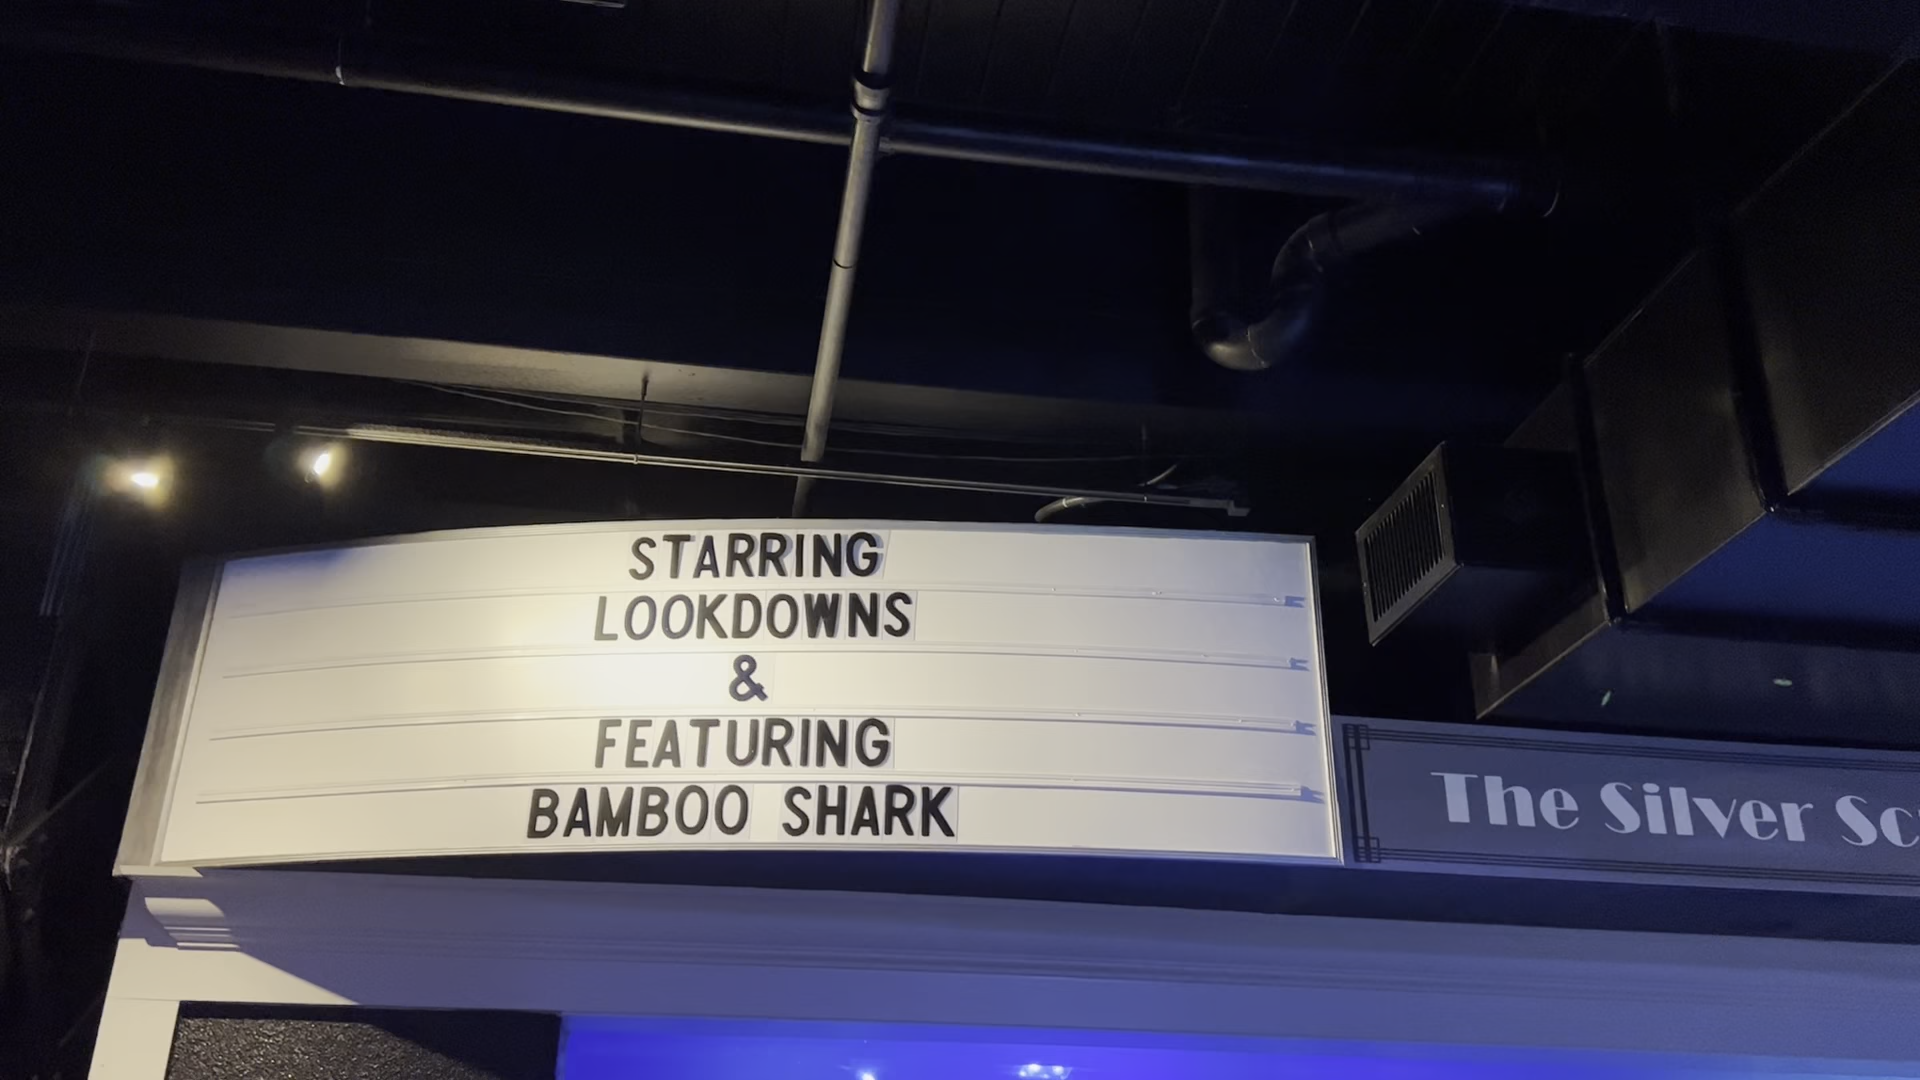 STARRING
LOOKDOWNS
&
FEATURING
BAMBOO SHARK
The Silver